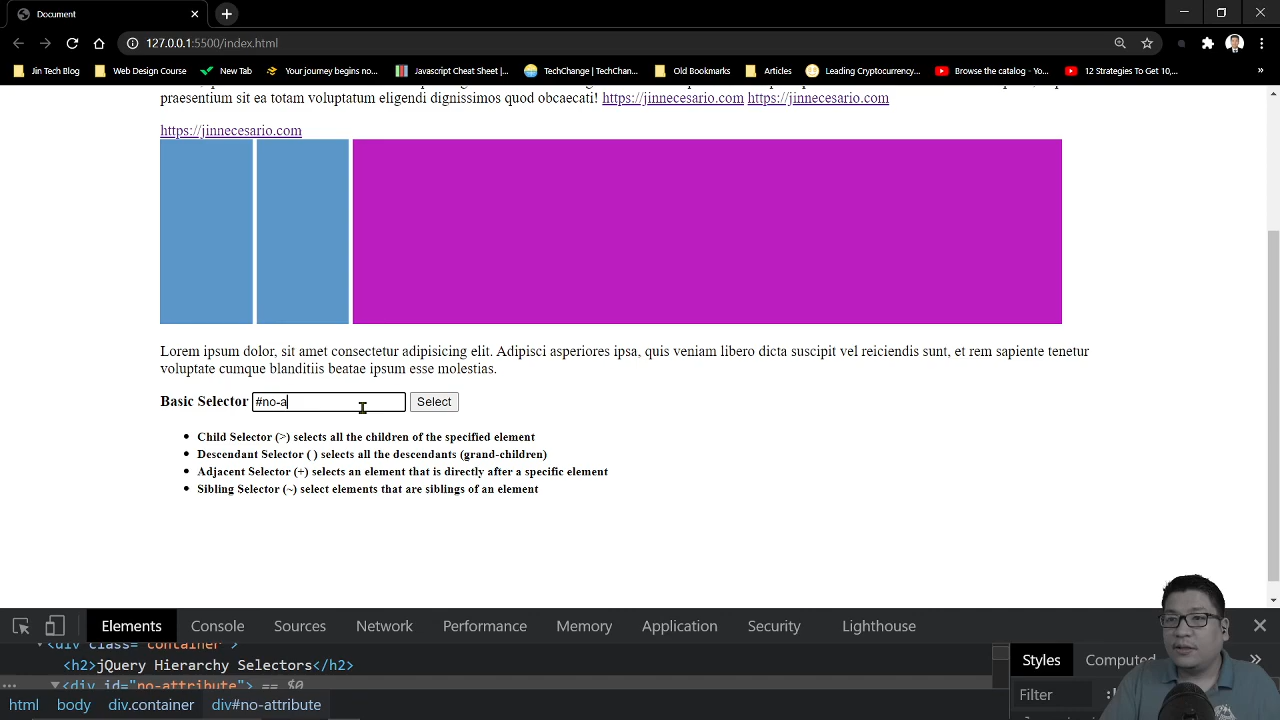 Document
127.0.0.1:5500/index.html
Jin Tech Blog Web Design Course New Tab Your journey begins no... Javascript Cheat Sheet |... TechChange | TechChan... Old Bookmarks Articles Leading Cryptocurrency... Browse the catalog - Yo... 12 Strategies To Get 10,... »
praesentium sit ea totam voluptatum eligendi dignissimos quod obcaecati! https://jinnecesario.com https://jinnecesario.com
https://jinnecesario.com
Lorem ipsum dolor, sit amet consectetur adipisicing elit. Adipisci asperiores ipsa, quis veniam libero dicta suscipit vel reiciendis sunt, et rem sapiente tenetur
voluptate cumque blanditiis beatae ipsum esse molestias.
Basic Selector #no-a Select
• Child Selector (>) selects all the children of the specified element
• Descendant Selector ( ) selects all the descendants (grand-children)
• Adjacent Selector (+) selects an element that is directly after a specific element
• Sibling Selector (~) select elements that are siblings of an element
Elements Console Sources Network Performance Memory Application Security Lighthouse
<div class="container">
<h2>jQuery Hierarchy Selectors</h2>
Styles Computed »
... <div id="no-attribute"> == $0
Filter
html body div.container div#no-attribute